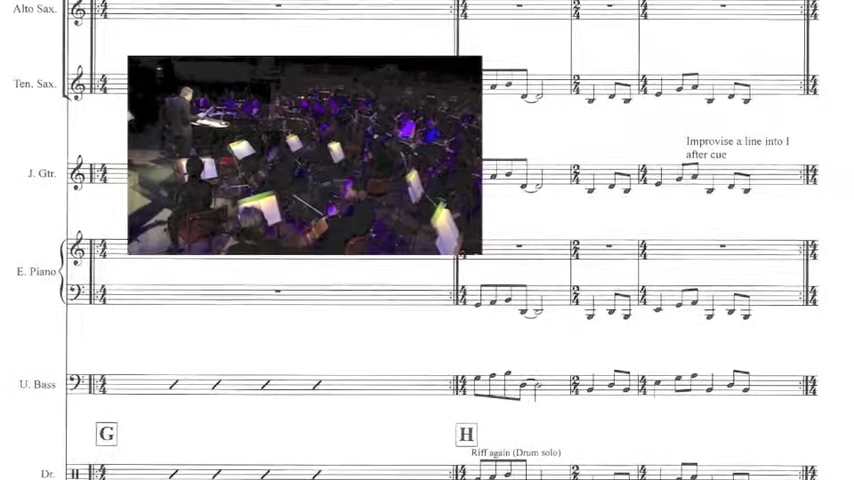 Alto Sax.
Ten. Sax.
Improvise a line into I
after cue
J. Gtr.
E. Piano
U. Bass
G
H
Riff again (Drum solo)
Dr.